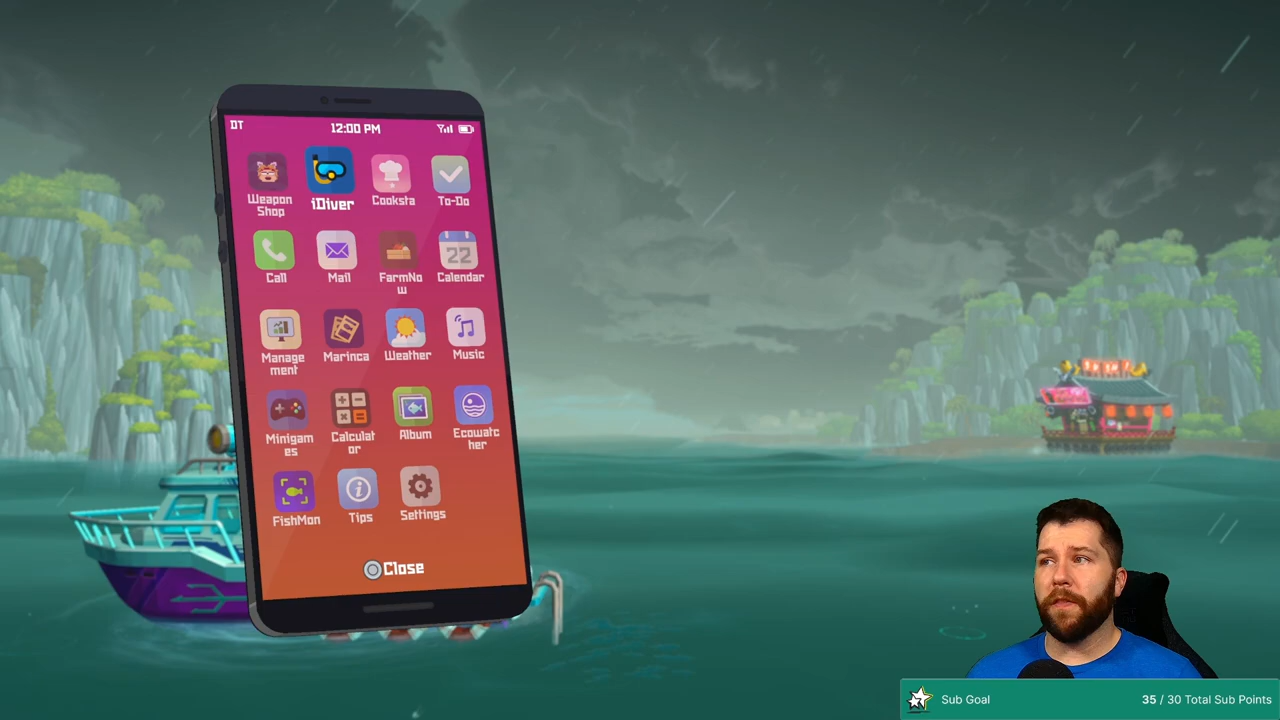 DT
12:00 PM
Weapon
Shop
iDiver
Cooksta
To-Do
Call
Mail
FarmNo
w
22
Calendar
Manage
ment
Marinca
Weather
Music
Minigam
es
Calculat
or
Album
Ecowatc
her
FishMon
Tips
Settings
Close
Sub Goal
35 / 30 Total Sub Points